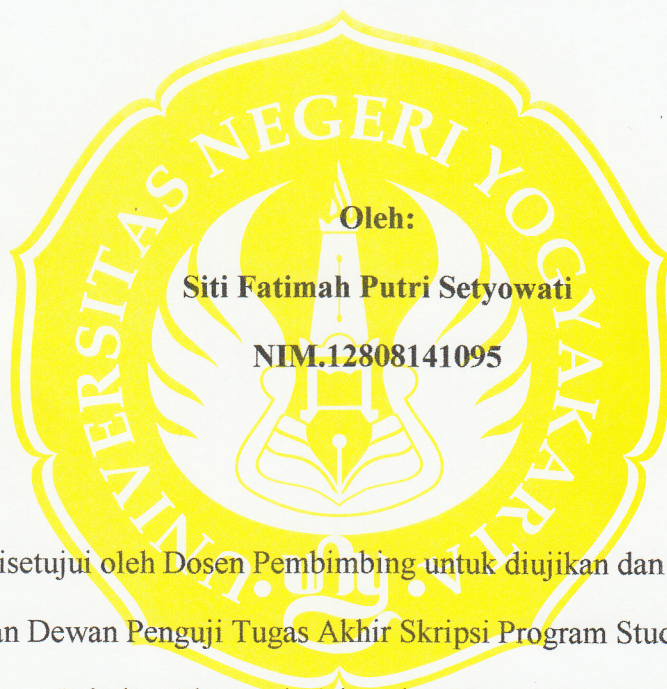 UNIVERSITAS NEGERI YOGYAKARTA
Oleh:
Siti Fatimah Putri Setyowati
NIM.12808141095
isetujui oleh Dosen Pembimbing untuk diujikan dan
an Dewan Penguji Tugas Akhir Skripsi Program Stud